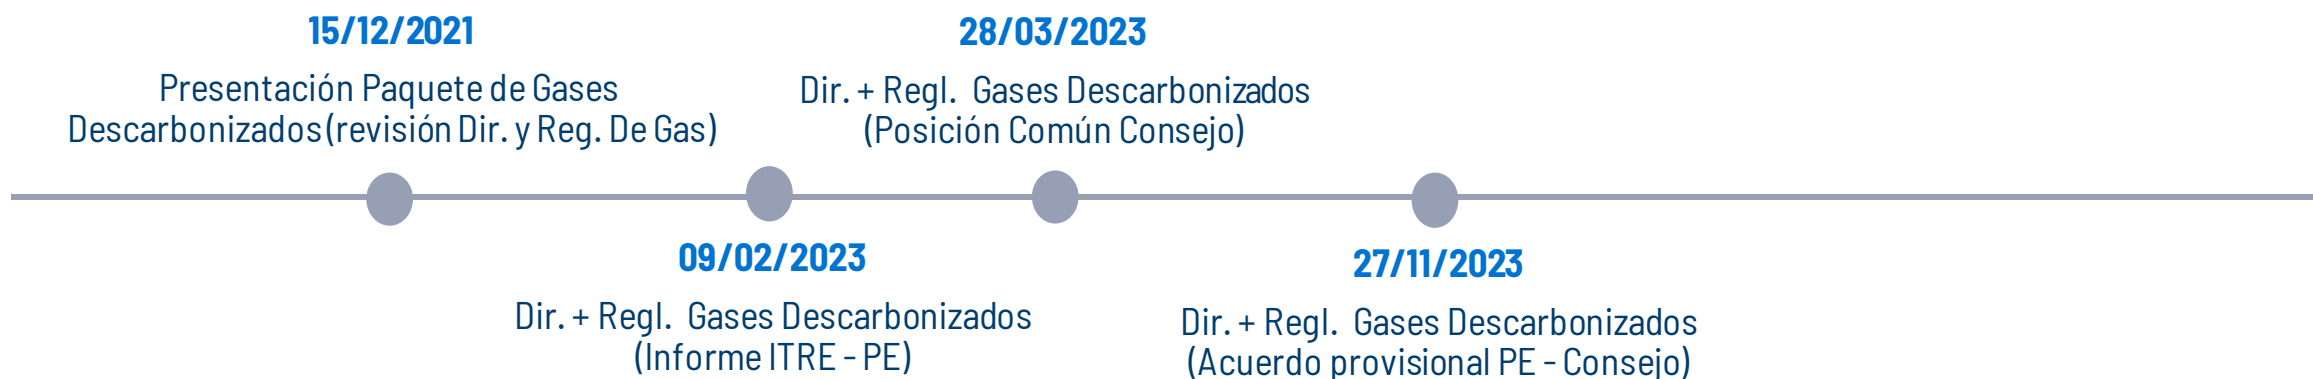 15/12/2021
Presentación Paquete de Gases
Descarbonizados (revisión Dir. y Reg. De Gas)
28/03/2023
Dir. + Regl. Gases Descarbonizados
(Posición Común Consejo)
09/02/2023
Dir. + Regl. Gases Descarbonizados
(Informe ITRE - PE)
27/11/2023
Dir. + Regl. Gases Descarbonizados
(Acuerdo provisional PE - Consejo)